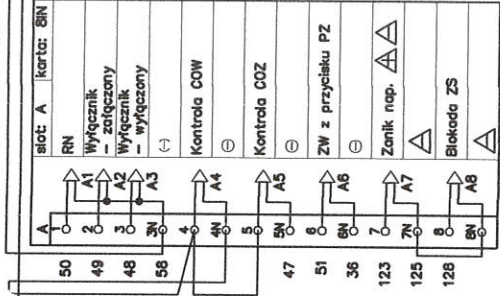 slot: A karta: 8IN
A
50 1 A1 RN
49 2 A2 Wyłącznik – załączony
48 3 A3 Wyłącznik – wyłączony
58 3N (-)
4 A4 Kontrola COW
4N (-)
5 A5 Kontrola COZ
47 5N (-)
51 6 A6 ZW z przycisku PZ
36 6N (-)
123 7 A7 Zanik nap.
125 7N
128 8 A8 Blokada ZS
8N